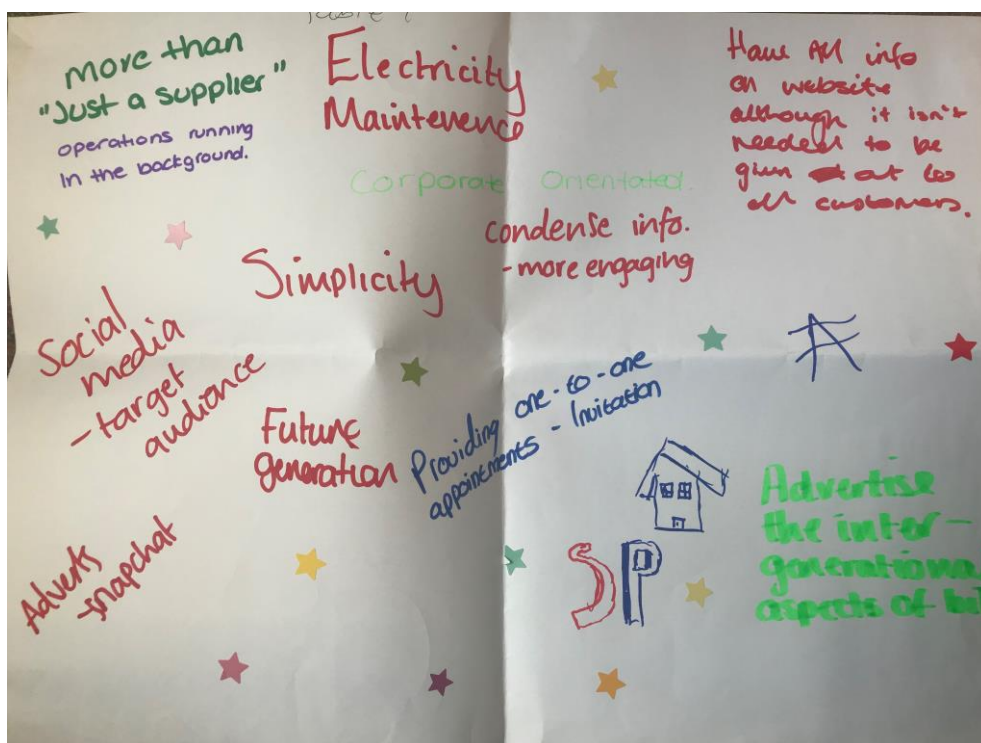 more than
"Just a supplier"
operations running
in the background.
Electricity
Maintenence
Have All info
on website
although it isn't
needed to be
given out to
all customers.
Corporate Orientated.
condense info.
- more engaging
Simplicity
Social
media
- target
audiance
Future
generation
Providing one-to-one
appointments - Invitation
Adverts
- snapchat
SP
Advertise
the inter-
generationa
aspects of